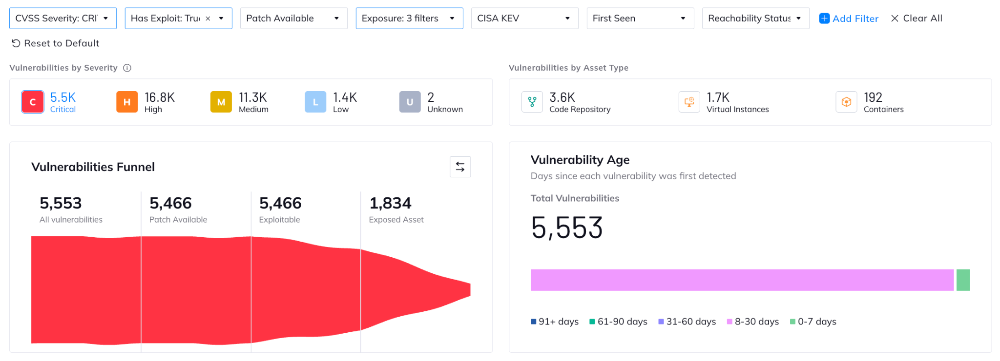 CVSS Severity: CRI
Has Exploit: Tru
Patch Available
Exposure: 3 filters
CISA KEV
First Seen
Reachability Status
Add Filter
Clear All
Reset to Default
Vulnerabilities by Severity
C 5.5K Critical
H 16.8K High
M 11.3K Medium
L 1.4K Low
U 2 Unknown
Vulnerabilities by Asset Type
3.6K Code Repository
1.7K Virtual Instances
192 Containers
Vulnerabilities Funnel
5,553 All vulnerabilities
5,466 Patch Available
5,466 Exploitable
1,834 Exposed Asset
Vulnerability Age
Days since each vulnerability was first detected
Total Vulnerabilities
5,553
91+ days 61-90 days 31-60 days 8-30 days 0-7 days